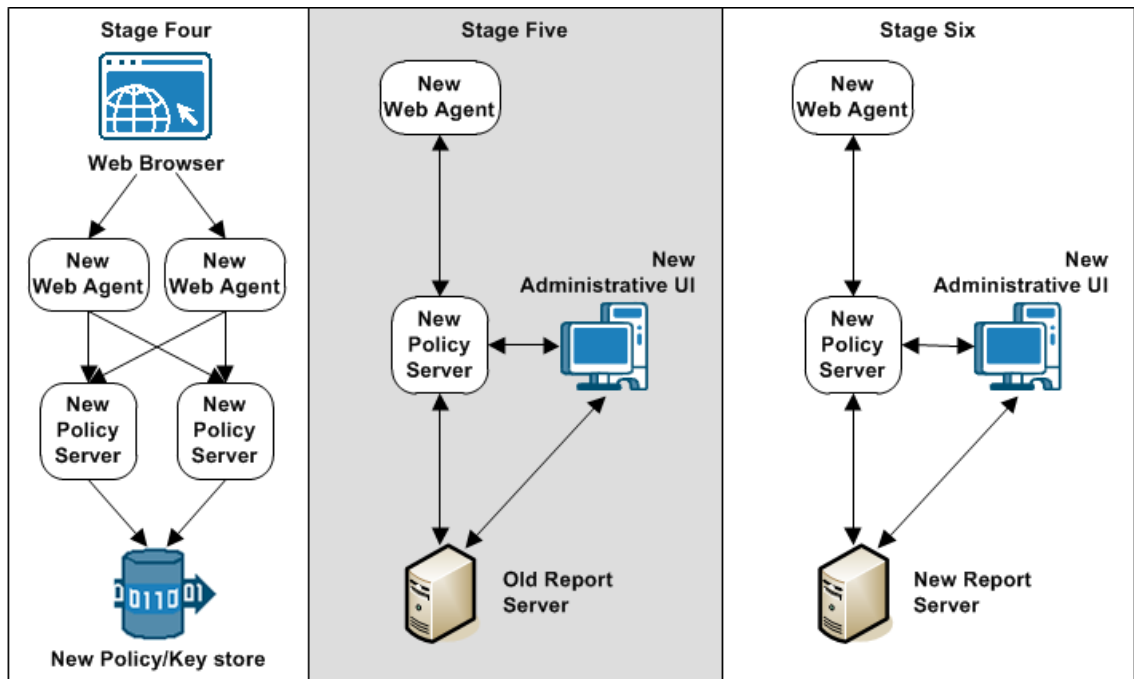 Stage Four
Web Browser
New
Web Agent
New
Web Agent
New
Policy
Server
New
Policy
Server
011001
New Policy/Key store
Stage Five
New
Web Agent
New
Administrative UI
New
Policy
Server
Old Report
Server
Stage Six
New
Web Agent
New
Administrative UI
New
Policy
Server
New Report
Server